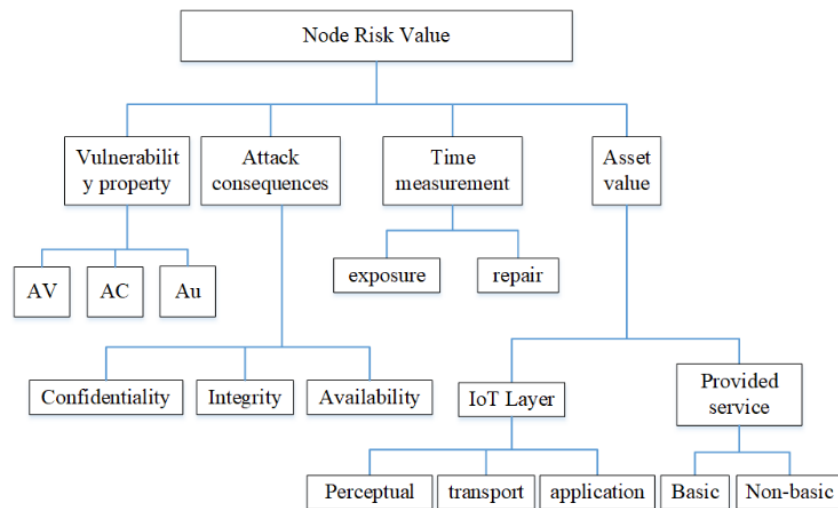 Node Risk Value
Vulnerabilit
y property
Attack
consequences
Time
measurement
Asset
value
AV
AC
Au
exposure
repair
Confidentiality
Integrity
Availability
IoT Layer
Provided
service
Perceptual
transport
application
Basic
Non-basic